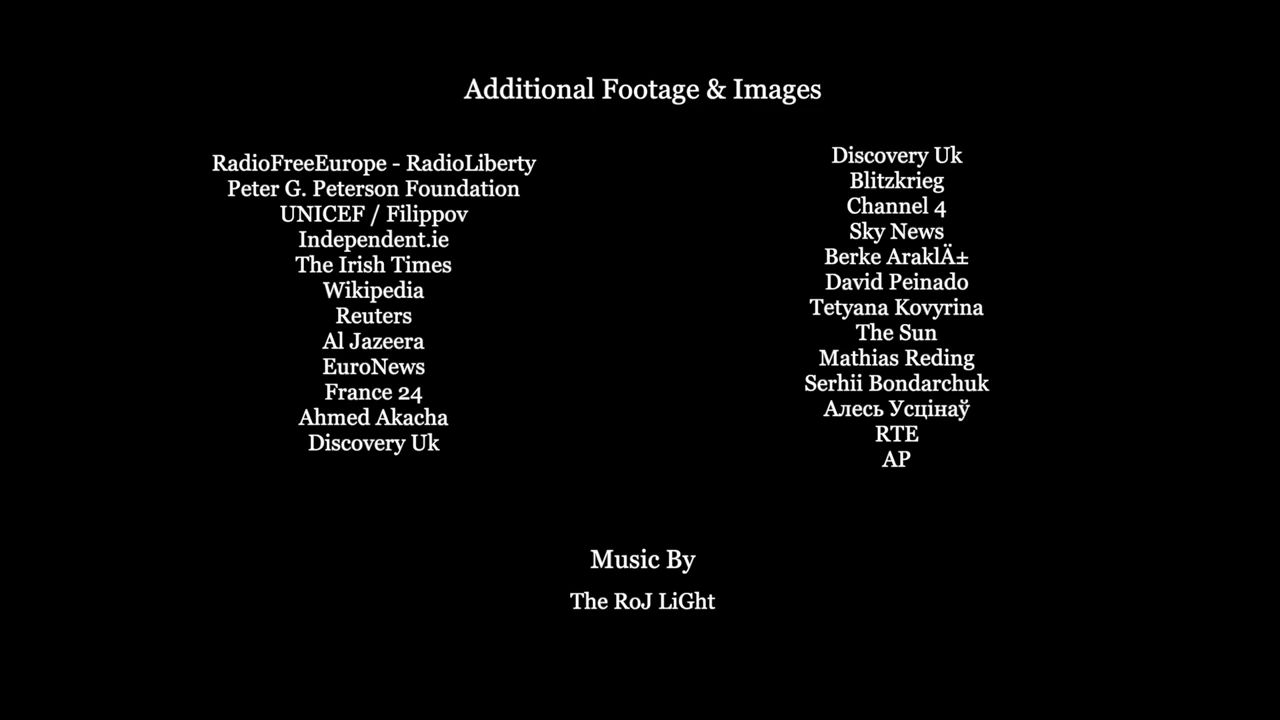 Additional Footage & Images
RadioFreeEurope - RadioLiberty
Peter G. Peterson Foundation
UNICEF / Filippov
Independent.ie
The Irish Times
Wikipedia
Reuters
Al Jazeera
EuroNews
France 24
Ahmed Akacha
Discovery Uk
Discovery Uk
Blitzkrieg
Channel 4
Sky News
Berke AraklÄ±
David Peinado
Tetyana Kovyrina
The Sun
Mathias Reding
Serhii Bondarchuk
Алесь Усцінаў
RTE
AP
Music By
The RoJ LiGht